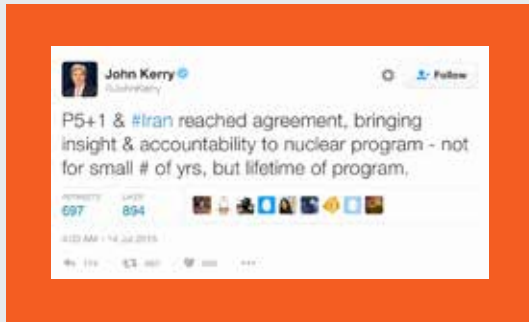 John Kerry
@JohnKerry
Follow
P5+1 & #Iran reached agreement, bringing
insight & accountability to nuclear program - not
for small # of yrs, but lifetime of program.
RETWEETS LIKES
697 894
14 Jul 2015